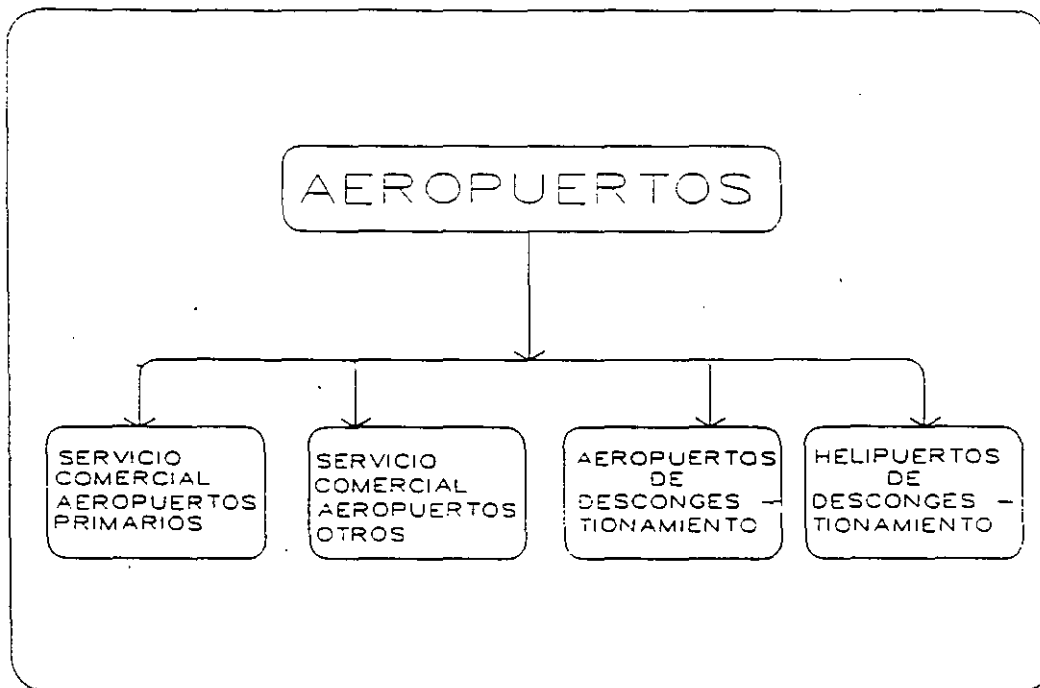 AEROPUERTOS
SERVICIO
COMERCIAL
AEROPUERTOS
PRIMARIOS
SERVICIO
COMERCIAL
AEROPUERTOS
OTROS
AEROPUERTOS
DE
DESCONGES -
TIONAMIENTO
HELIPUERTOS
DE
DESCONGES -
TIONAMIENTO